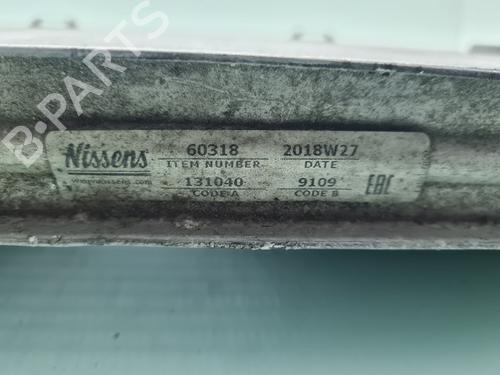 B-PARTS
Nissens
www.nissens.com
60318
ITEM NUMBER
2018W27
DATE
131040
CODE A
9109
CODE B
EAC